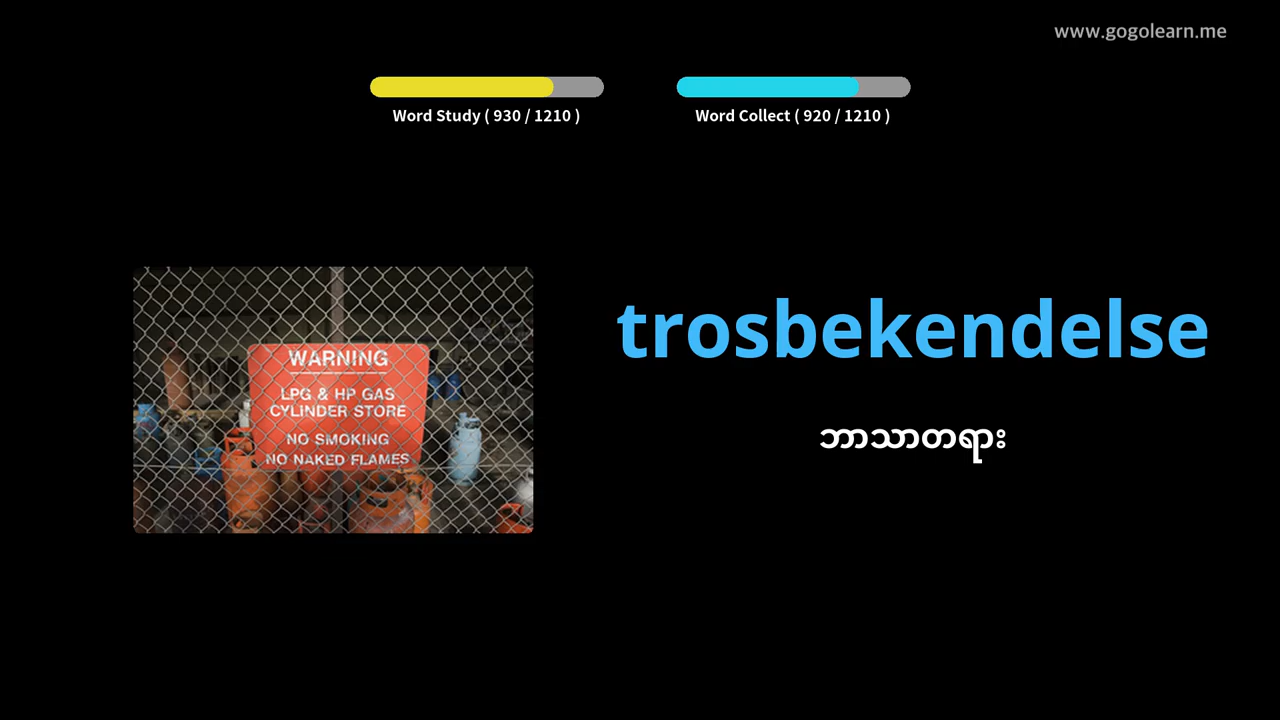 www.gogolearn.me
Word Study ( 930 / 1210 )
Word Collect ( 920 / 1210 )
WARNING
LPG & HP GAS
CYLINDER STORE
NO SMOKING
NO NAKED FLAMES
trosbekendelse
ဘာသာတရား